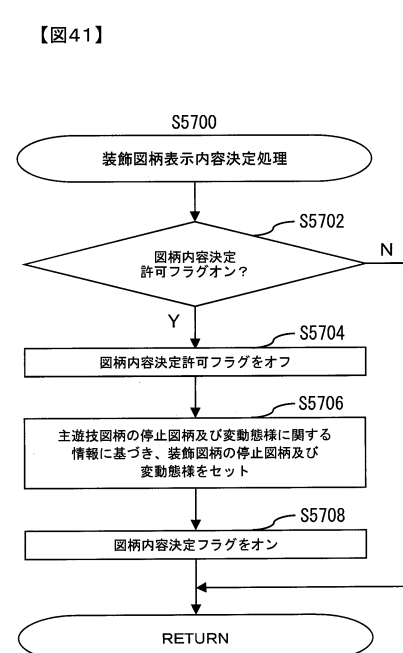 【図41】
S5700
装飾図柄表示内容決定処理
S5702
図柄内容決定
許可フラグオン？
N
Y
S5704
図柄内容決定許可フラグをオフ
S5706
主遊技図柄の停止図柄及び変動態様に関する
情報に基づき、装飾図柄の停止図柄及び
変動態様をセット
S5708
図柄内容決定フラグをオン
RETURN